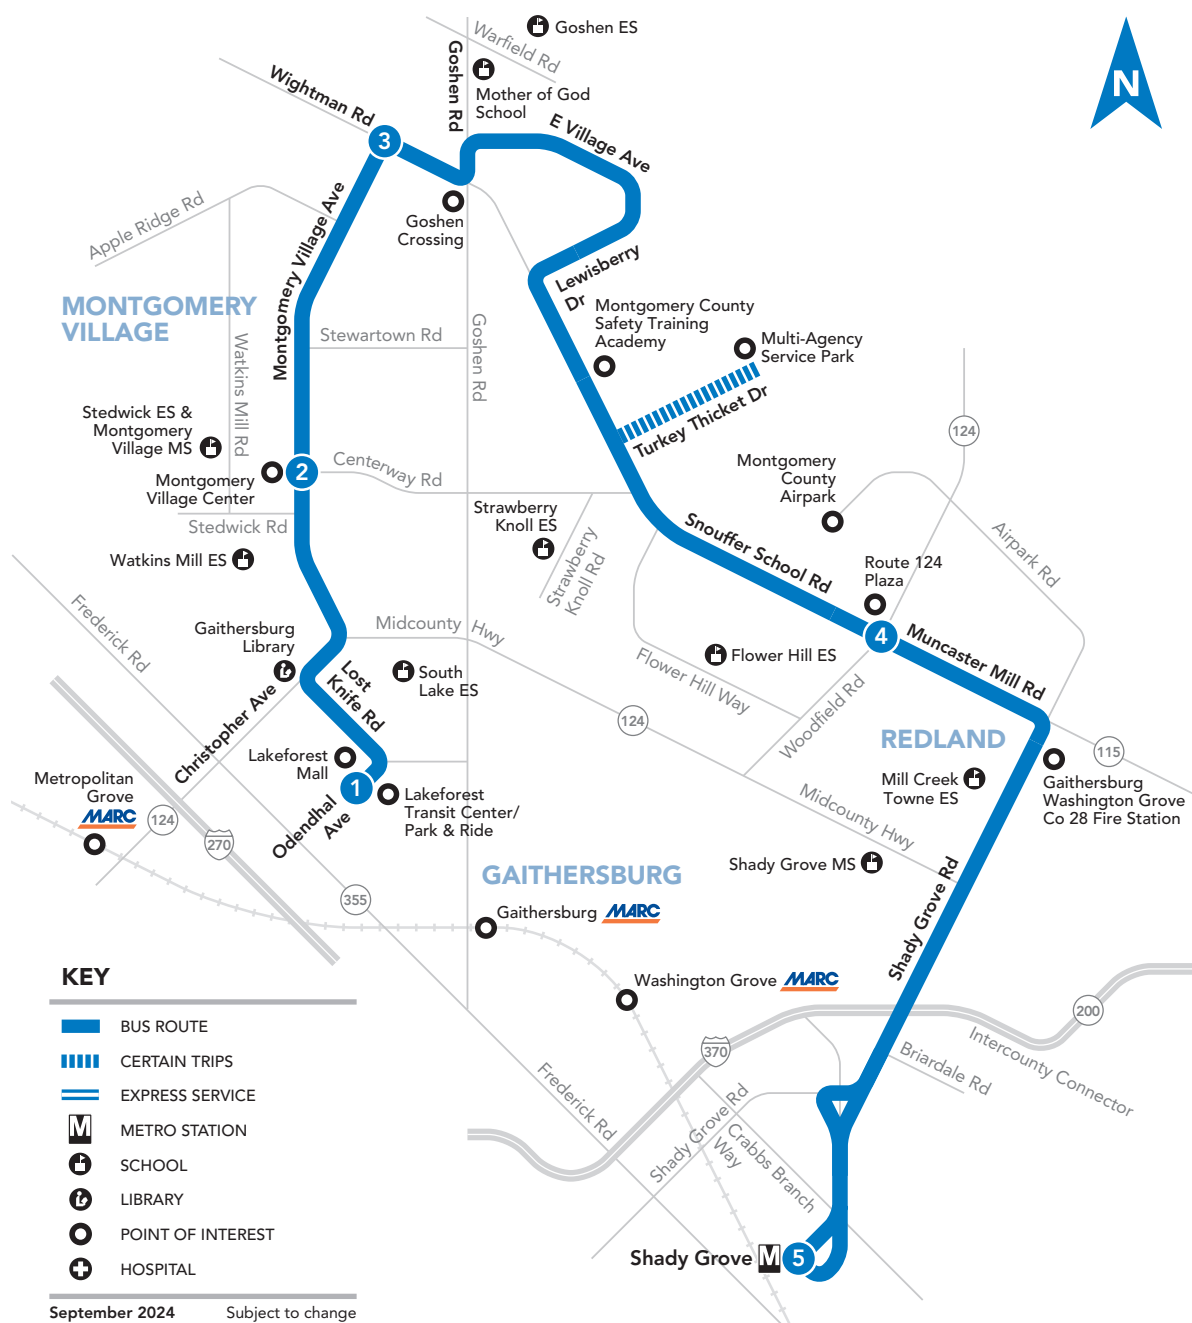 Goshen ES
Warfield Rd
Goshen Rd
Mother of God
School
N
Wightman Rd
3
E Village Ave
Goshen
Crossing
Apple Ridge Rd
Montgomery Village Ave
Lewisberry
Dr
MONTGOMERY
VILLAGE
Montgomery County
Safety Training
Academy
Stewartown Rd
Goshen Rd
Watkins Mill Rd
Multi-Agency
Service Park
Turkey Thicket Dr
Stedwick ES &
Montgomery
Village MS
124
2
Centerway Rd
Montgomery
Village Center
Montgomery
County
Airpark
Stedwick Rd
Strawberry
Knoll ES
Strawberry
Knoll Rd
Snouffer School Rd
Airpark Rd
Watkins Mill ES
Route 124
Plaza
Frederick Rd
Gaithersburg
Library
Midcounty Hwy
4
Muncaster Mill Rd
Flower Hill ES
Flower Hill Way
South
Lake ES
Lost
Knife Rd
Christopher Ave
124
Woodfield Rd
REDLAND
115
Lakeforest
Mall
1
Metropolitan
Grove
MARC
124
270
Odendhal
Ave
Lakeforest
Transit Center/
Park & Ride
Mill Creek
Towne ES
Gaithersburg
Washington Grove
Co 28 Fire Station
Midcounty Hwy
Shady Grove MS
GAITHERSBURG
355
Gaithersburg MARC
Shady Grove Rd
Washington Grove MARC
200
370
Intercounty Connector
Briardale Rd
Frederick Rd
Shady Grove Rd
Crabbs Branch
Way
Shady Grove M 5
KEY
BUS ROUTE
CERTAIN TRIPS
EXPRESS SERVICE
M METRO STATION
SCHOOL
LIBRARY
POINT OF INTEREST
HOSPITAL
September 2024 Subject to change